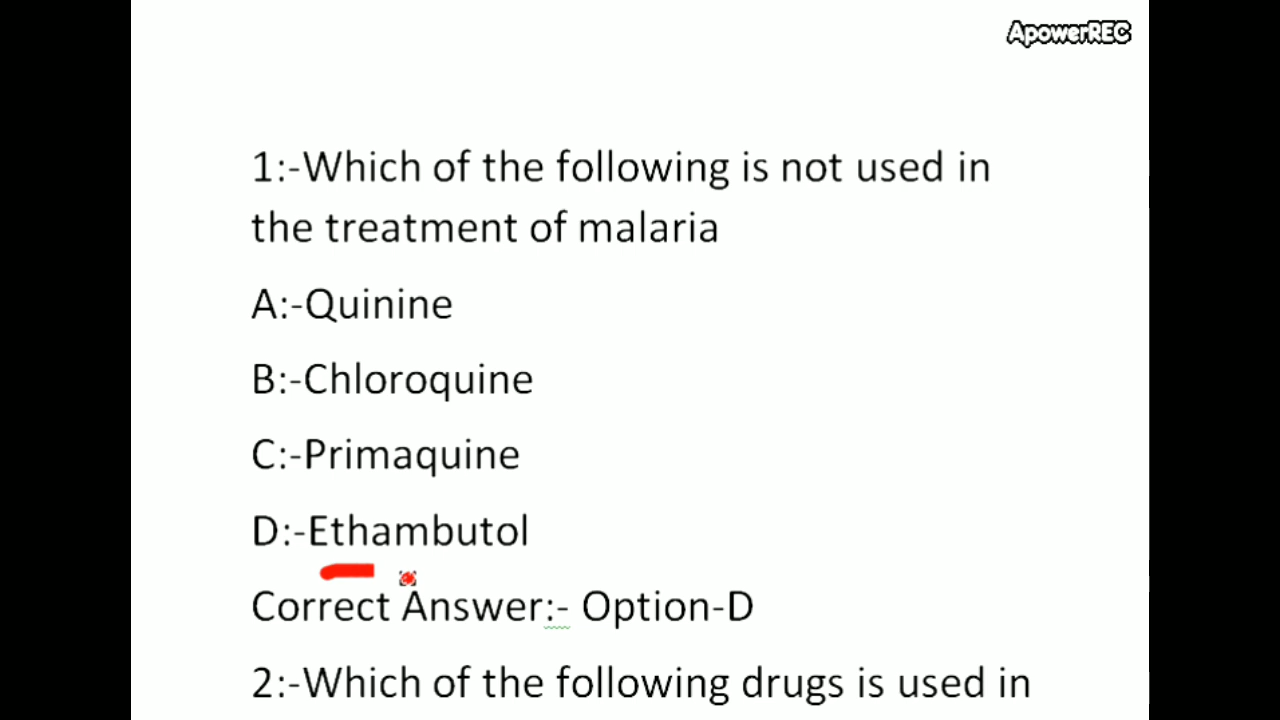 ApowerREC
1:-Which of the following is not used in
the treatment of malaria
A:-Quinine
B:-Chloroquine
C:-Primaquine
D:-Ethambutol
Correct Answer:- Option-D
2:-Which of the following drugs is used in